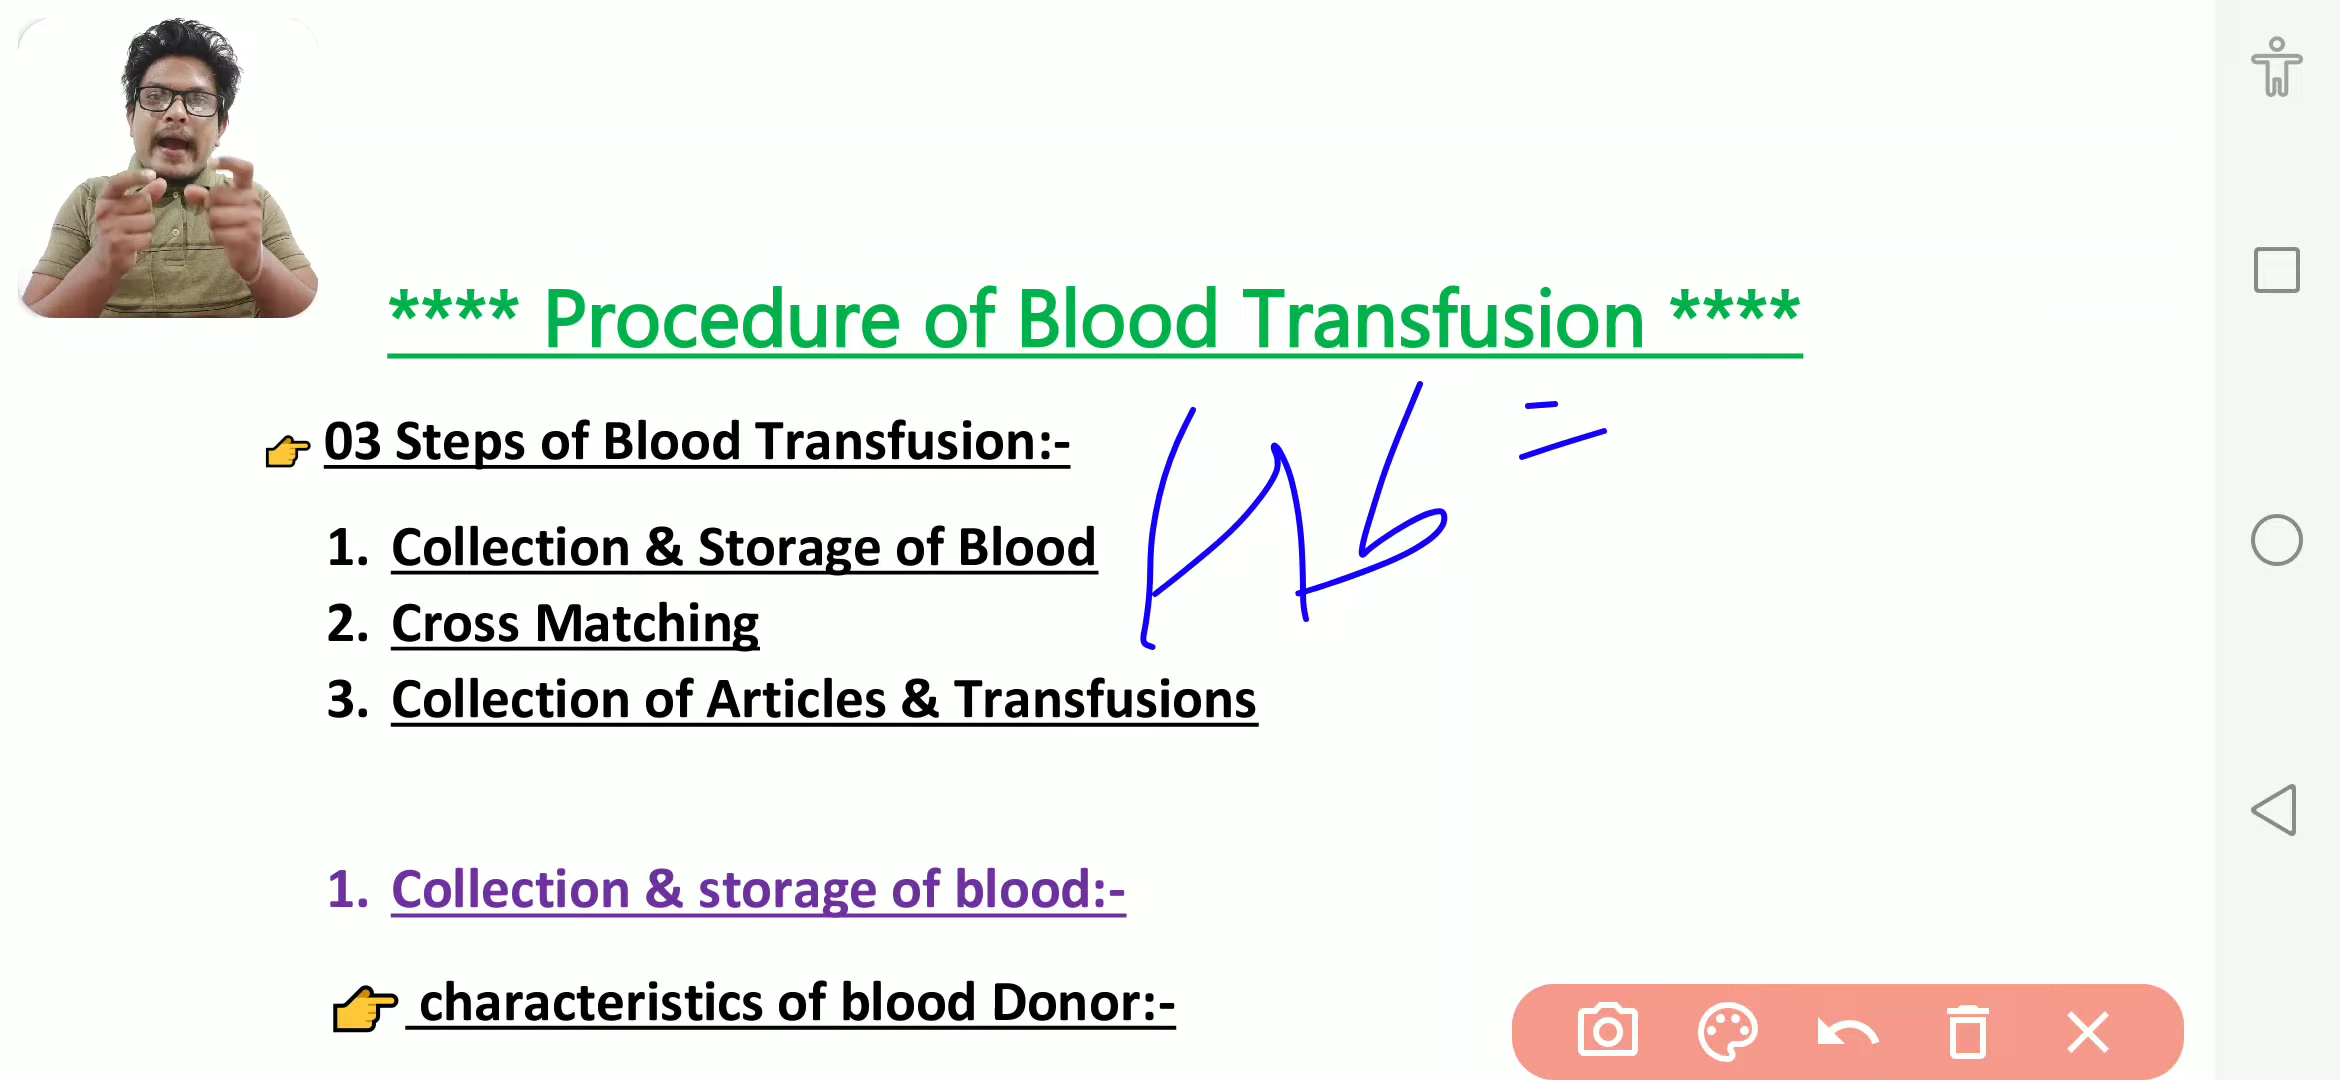 **** Procedure of Blood Transfusion ****
03 Steps of Blood Transfusion:-
Hb =
1. Collection & Storage of Blood
2. Cross Matching
3. Collection of Articles & Transfusions
1. Collection & storage of blood:-
characteristics of blood Donor:-